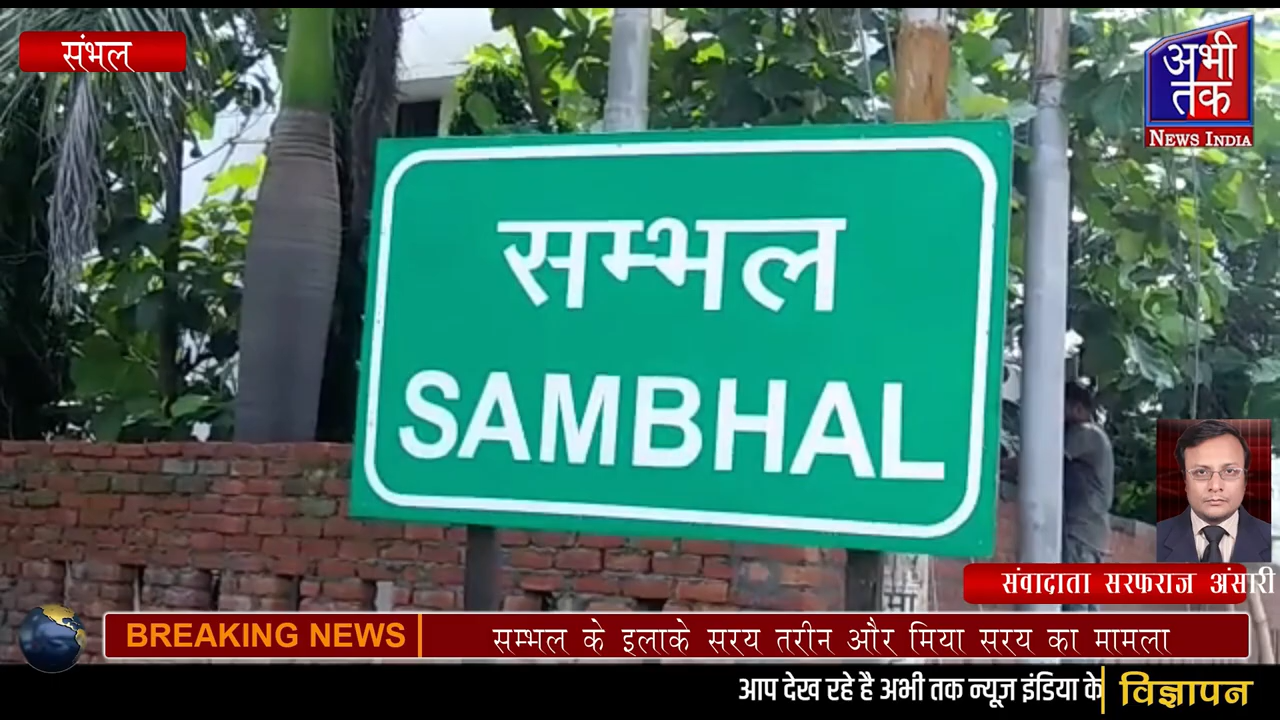 संभल
अभी
तक
NEWS INDIA
सम्भल
SAMBHAL
संवादाता सरफराज अंसारी
BREAKING NEWS
सम्भल के इलाके सरय तरीन और मिया सरय का मामला
आप देख रहे है अभी तक न्यूज़ इंडिया के
विज्ञापन